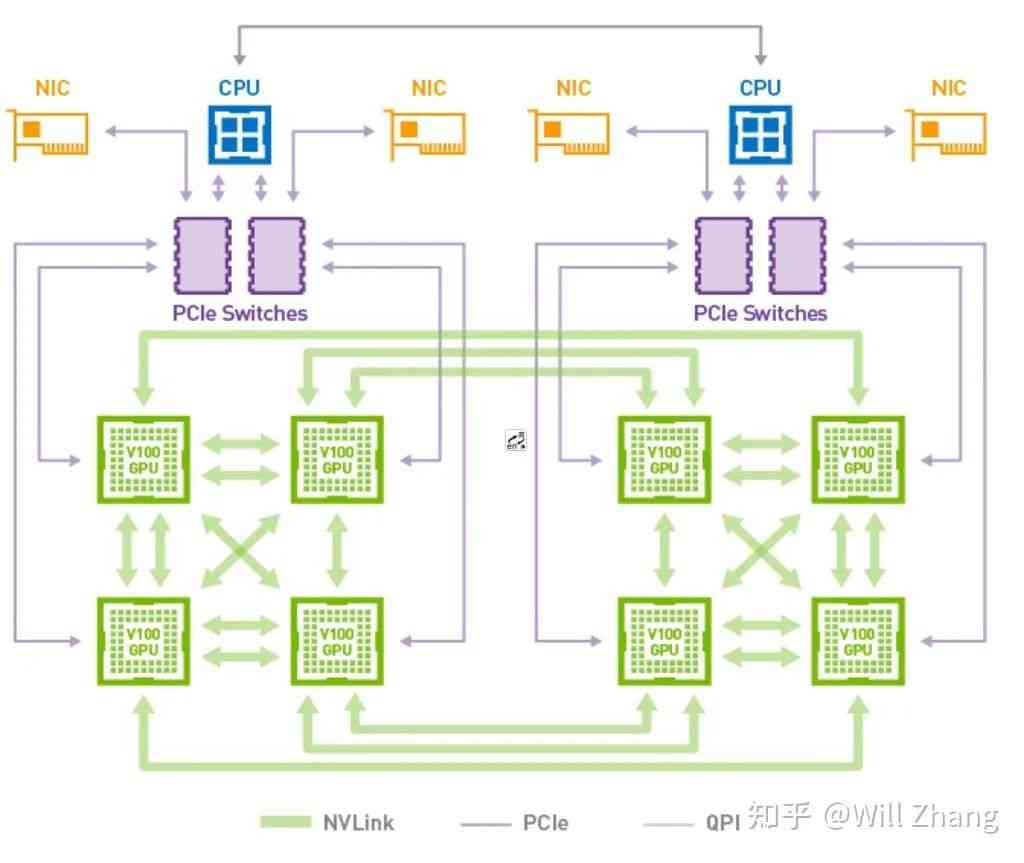 NIC
CPU
NIC
NIC
CPU
NIC
PCIe Switches
PCIe Switches
V100
GPU
V100
GPU
V100
GPU
V100
GPU
V100
GPU
V100
GPU
V100
GPU
V100
GPU
NVLink
PCIe
QPI
知乎 @Will Zhang